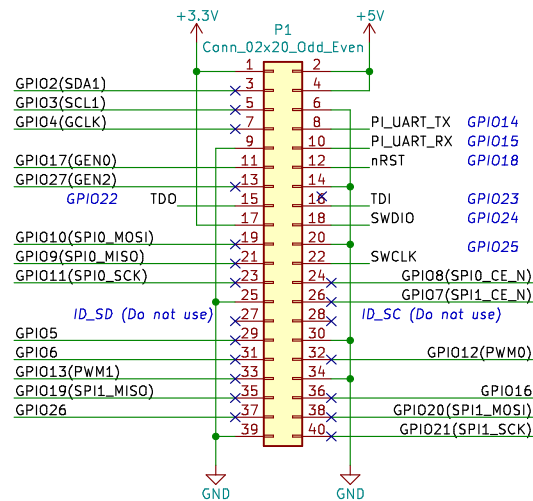 +3.3V P1 +5V
Conn_02x20_Odd_Even
1 2
GPIO2(SDA1) 3 4
GPIO3(SCL1) 5 6
GPIO4(GCLK) 7 8 PI_UART_TX GPIO14
9 10 PI_UART_RX GPIO15
GPIO17(GEN0) 11 12 nRST GPIO18
GPIO27(GEN2) 13 14
GPIO22 TDO 15 16 TDI GPIO23
17 18 SWDIO GPIO24
GPIO10(SPI0_MOSI) 19 20 GPIO25
GPIO9(SPI0_MISO) 21 22 SWCLK
GPIO11(SPI0_SCK) 23 24 GPIO8(SPI0_CE_N)
25 26 GPIO7(SPI1_CE_N)
ID_SD (Do not use) 27 28 ID_SC (Do not use)
GPIO5 29 30
GPIO6 31 32 GPIO12(PWM0)
GPIO13(PWM1) 33 34
GPIO19(SPI1_MISO) 35 36 GPIO16
GPIO26 37 38 GPIO20(SPI1_MOSI)
39 40 GPIO21(SPI1_SCK)
GND GND